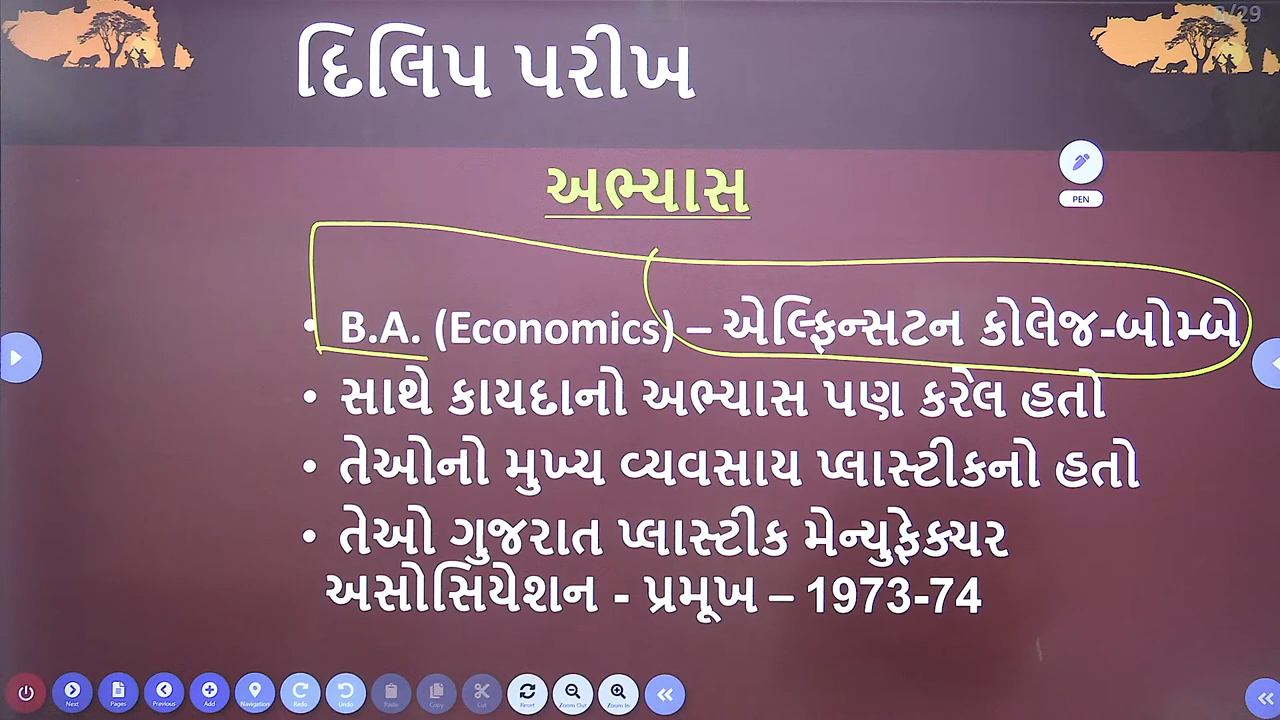 /29
દિલિપ પરીખ
અભ્યાસ
PEN
• B.A. (Economics) – એલ્ફિન્સટન કોલેજ-બોમ્બે
• સાથે કાયદાનો અભ્યાસ પણ કરેલ હતો
• તેઓનો મુખ્ય વ્યવસાય પ્લાસ્ટીકનો હતો
• તેઓ ગુજરાત પ્લાસ્ટીક મેન્યુફેક્ચર
અસોસિયેશન - પ્રમૂખ – 1973-74
Next Pages Previous Add Navigation Redo Undo Paste Copy Cut Reset Zoom Out Zoom In